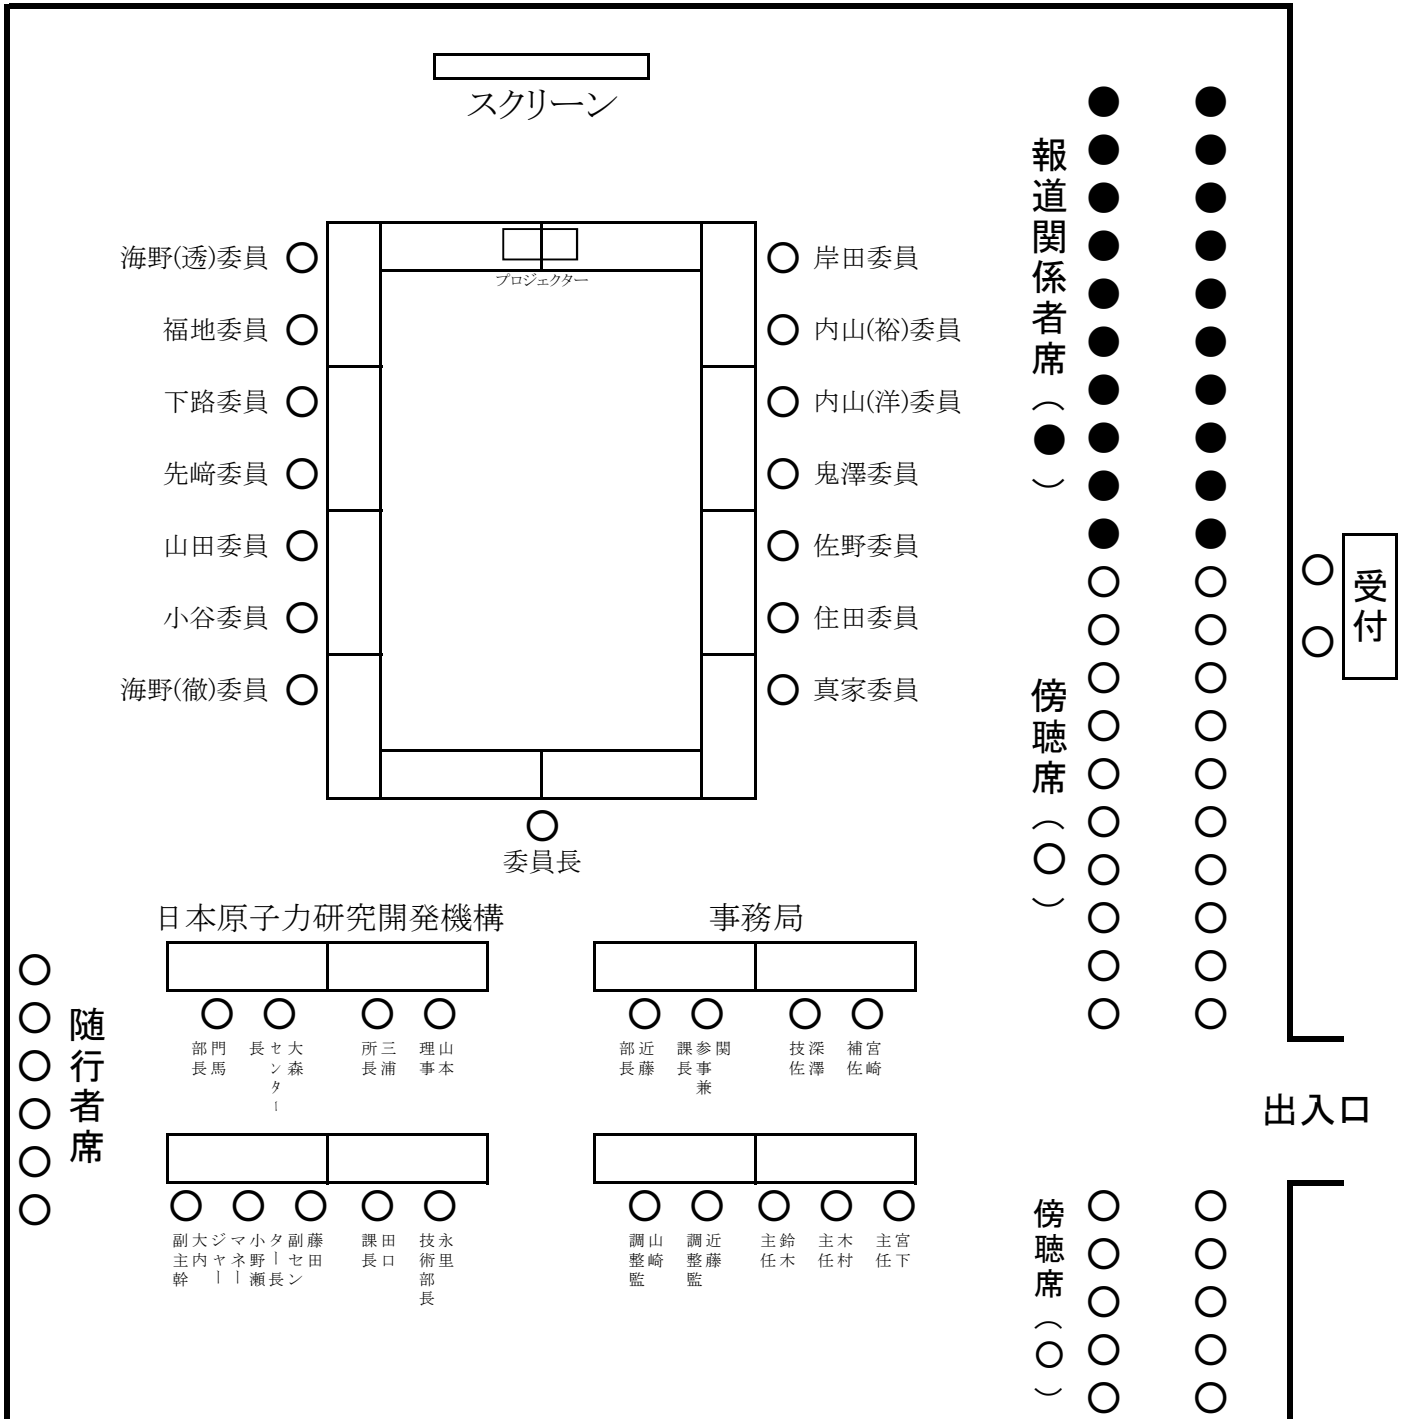 スクリーン
プロジェクター
海野(透)委員
福地委員
下路委員
先﨑委員
山田委員
小谷委員
海野(徹)委員
岸田委員
内山(裕)委員
内山(洋)委員
鬼澤委員
佐野委員
住田委員
真家委員
委員長
報道関係者席（●）
傍聴席（○）
受付
日本原子力研究開発機構
門馬
部長
大森
センター
長
三浦
所長
山本
理事
大内
副主幹
小野瀬
マネー
ジャー
藤田
副セン
ター長
田口
課長
永里
技術部長
事務局
近藤
部長
関
参事兼
課長
深澤
技佐
宮崎
補佐
山崎
調整監
近藤
調整監
鈴木
主任
木村
主任
宮下
主任
随行者席
出入口
傍聴席（○）